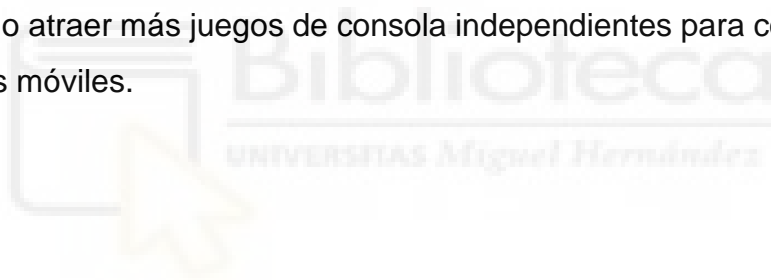 o atraer más juegos de consola independientes para
s móviles.
Biblioteca
UNIVERSITAS Miguel Hernández